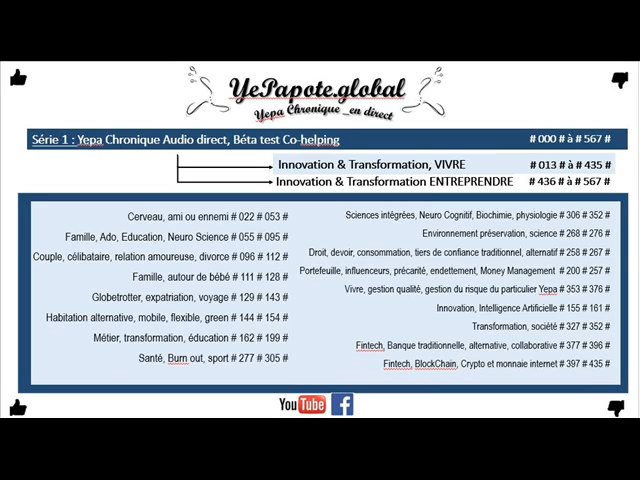 YePapote.global
Yepa Chronique _en direct
Série 1 : Yepa Chronique Audio direct, Béta test Co-helping # 000 # à # 567 #
Innovation & Transformation, VIVRE # 013 # à # 435 #
Innovation & Transformation ENTREPRENDRE # 436 # à # 567 #
Cerveau, ami ou ennemi # 022 # 053 #
Famille, Ado, Education, Neuro Science # 055 # 095 #
Couple, célibataire, relation amoureuse, divorce # 096 # 112 #
Famille, autour de bébé # 111 # 128 #
Globetrotter, expatriation, voyage # 129 # 143 #
Habitation alternative, mobile, flexible, green # 144 # 154 #
Métier, transformation, éducation # 162 # 199 #
Santé, Burn out, sport # 277 # 305 #
Sciences intégrées, Neuro Cognitif, Biochimie, physiologie # 306 # 352 #
Environnement préservation, science # 268 # 276 #
Droit, devoir, consommation, tiers de confiance traditionnel, alternatif # 258 # 267 #
Portefeuille, influenceurs, précarité, endettement, Money Management # 200 # 257 #
Vivre, gestion qualité, gestion du risque du particulier Yepa # 353 # 376 #
Innovation, Intelligence Artificielle # 155 # 161 #
Transformation, société # 327 # 352 #
Fintech, Banque traditionnelle, alternative, collaborative # 377 # 396 #
Fintech, BlockChain, Crypto et monnaie internet # 397 # 435 #
YouTube f